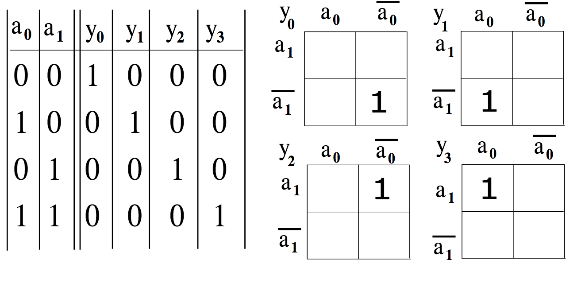 a₀ a₁ y₀ y₁ y₂ y₃
0 0 1 0 0 0
1 0 0 1 0 0
0 1 0 0 1 0
1 1 0 0 0 1
y₀ a₀ a̅₀
a₁
a̅₁ 1
y₁ a₀ a̅₀
a₁
a̅₁ 1
y₂ a₀ a̅₀
a₁ 1
a̅₁
y₃ a₀ a̅₀
a₁ 1
a̅₁